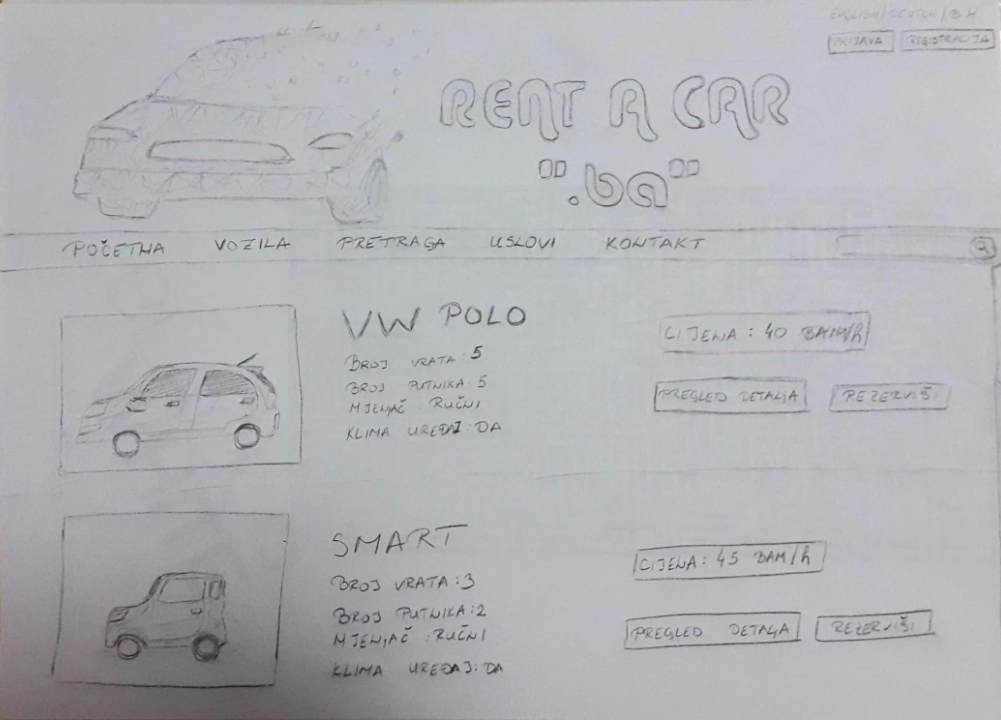 ENGLISH / DEUTCH / B.H
PRIJAVA REGISTRACIJA
RENT A CAR
".ba"
POČETNA VOZILA PRETRAGA USLOVI KONTAKT
VW POLO
BROJ VRATA: 5
BROJ PUTNIKA 5
MJENJAČ RUČNI
KLIMA UREĐAJ: DA
CIJENA: 40 BAM/h
PREGLED DETALJA REZERVIŠI
SMART
BROJ VRATA: 3
BROJ PUTNIKA: 2
MJENJAČ: RUČNI
KLIMA UREĐAJ: DA
CIJENA: 45 BAM/h
PREGLED DETALJA REZERVIŠI